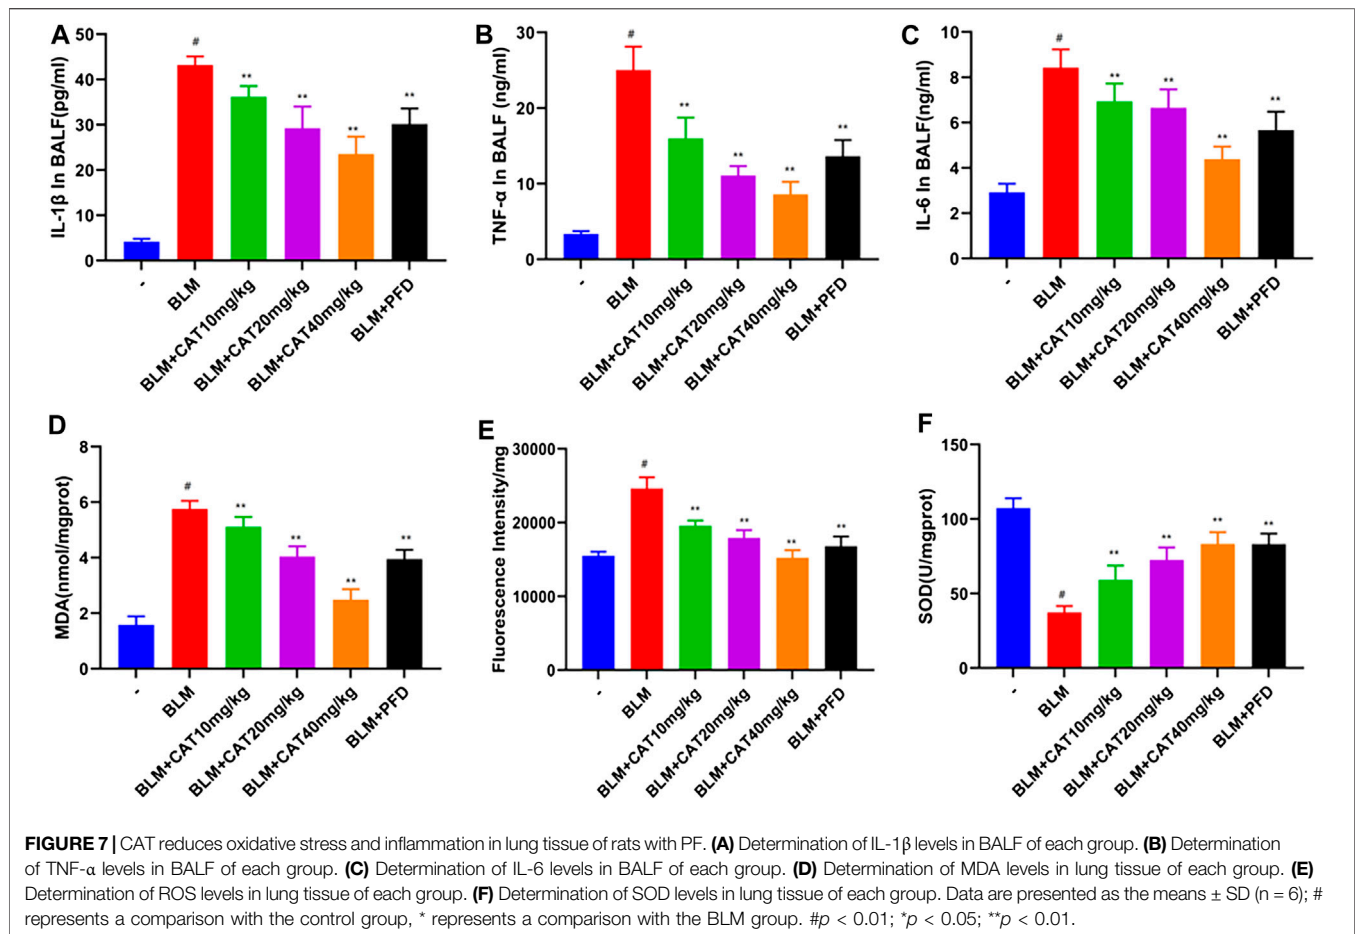 A
IL-1β In BALF(pg/ml)
50
40
30
20
10
0
#
**
**
**
**
-
BLM
BLM+CAT10mg/kg
BLM+CAT20mg/kg
BLM+CAT40mg/kg
BLM+PFD
B
TNF-α In BALF (ng/ml)
30
20
10
0
#
**
**
**
**
-
BLM
BLM+CAT10mg/kg
BLM+CAT20mg/kg
BLM+CAT40mg/kg
BLM+PFD
C
IL-6 In BALF(ng/ml)
10
8
6
4
2
0
#
**
**
**
**
-
BLM
BLM+CAT10mg/kg
BLM+CAT20mg/kg
BLM+CAT40mg/kg
BLM+PFD
D
MDA(nmol/mgprot)
8
6
4
2
0
#
**
**
**
**
-
BLM
BLM+CAT10mg/kg
BLM+CAT20mg/kg
BLM+CAT40mg/kg
BLM+PFD
E
Fluorescence Intensity/mg
30000
20000
10000
0
#
**
**
**
**
-
BLM
BLM+CAT10mg/kg
BLM+CAT20mg/kg
BLM+CAT40mg/kg
BLM+PFD
F
SOD(U/mgprot)
150
100
50
0
#
**
**
**
**
-
BLM
BLM+CAT10mg/kg
BLM+CAT20mg/kg
BLM+CAT40mg/kg
BLM+PFD
FIGURE 7 | CAT reduces oxidative stress and inflammation in lung tissue of rats with PF. (A) Determination of IL-1β levels in BALF of each group. (B) Determination
of TNF-α levels in BALF of each group. (C) Determination of IL-6 levels in BALF of each group. (D) Determination of MDA levels in lung tissue of each group. (E)
Determination of ROS levels in lung tissue of each group. (F) Determination of SOD levels in lung tissue of each group. Data are presented as the means ± SD (n = 6); #
represents a comparison with the control group, * represents a comparison with the BLM group. #p < 0.01; *p < 0.05; **p < 0.01.